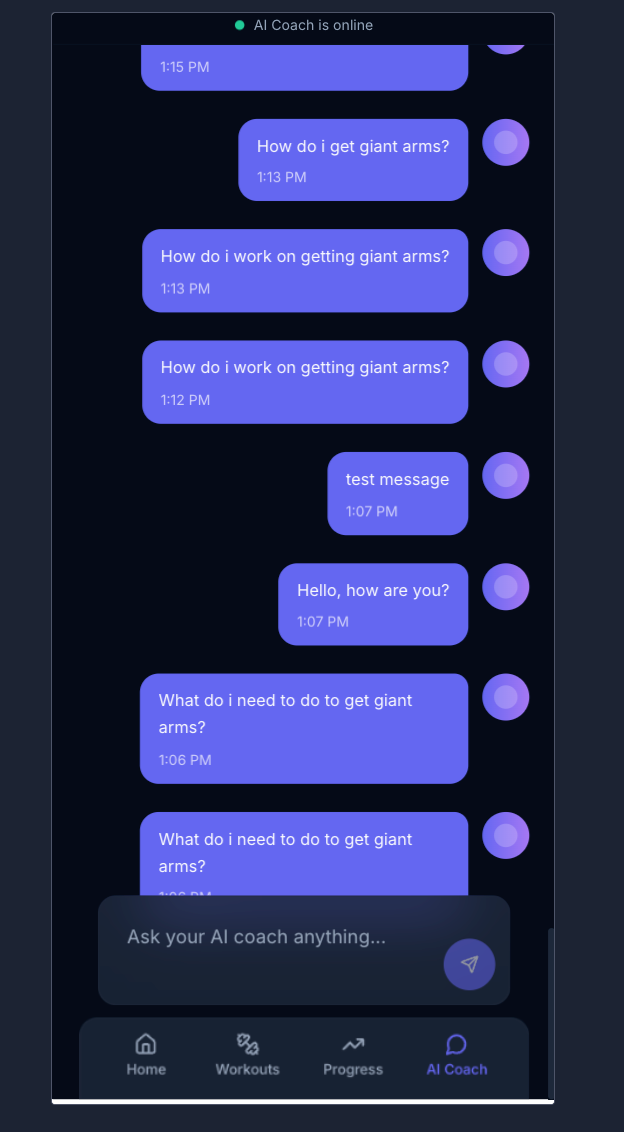 AI Coach is online
1:15 PM
How do i get giant arms?
1:13 PM
How do i work on getting giant arms?
1:13 PM
How do i work on getting giant arms?
1:12 PM
test message
1:07 PM
Hello, how are you?
1:07 PM
What do i need to do to get giant
arms?
1:06 PM
What do i need to do to get giant
arms?
1:06 PM
Ask your AI coach anything...
Home Workouts Progress AI Coach